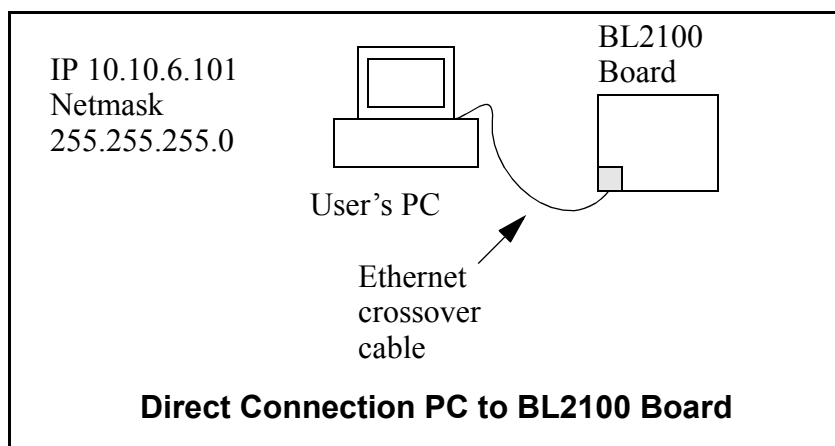 IP 10.10.6.101
Netmask
255.255.255.0
User’s PC
BL2100
Board
Ethernet
crossover
cable
Direct Connection PC to BL2100 Board